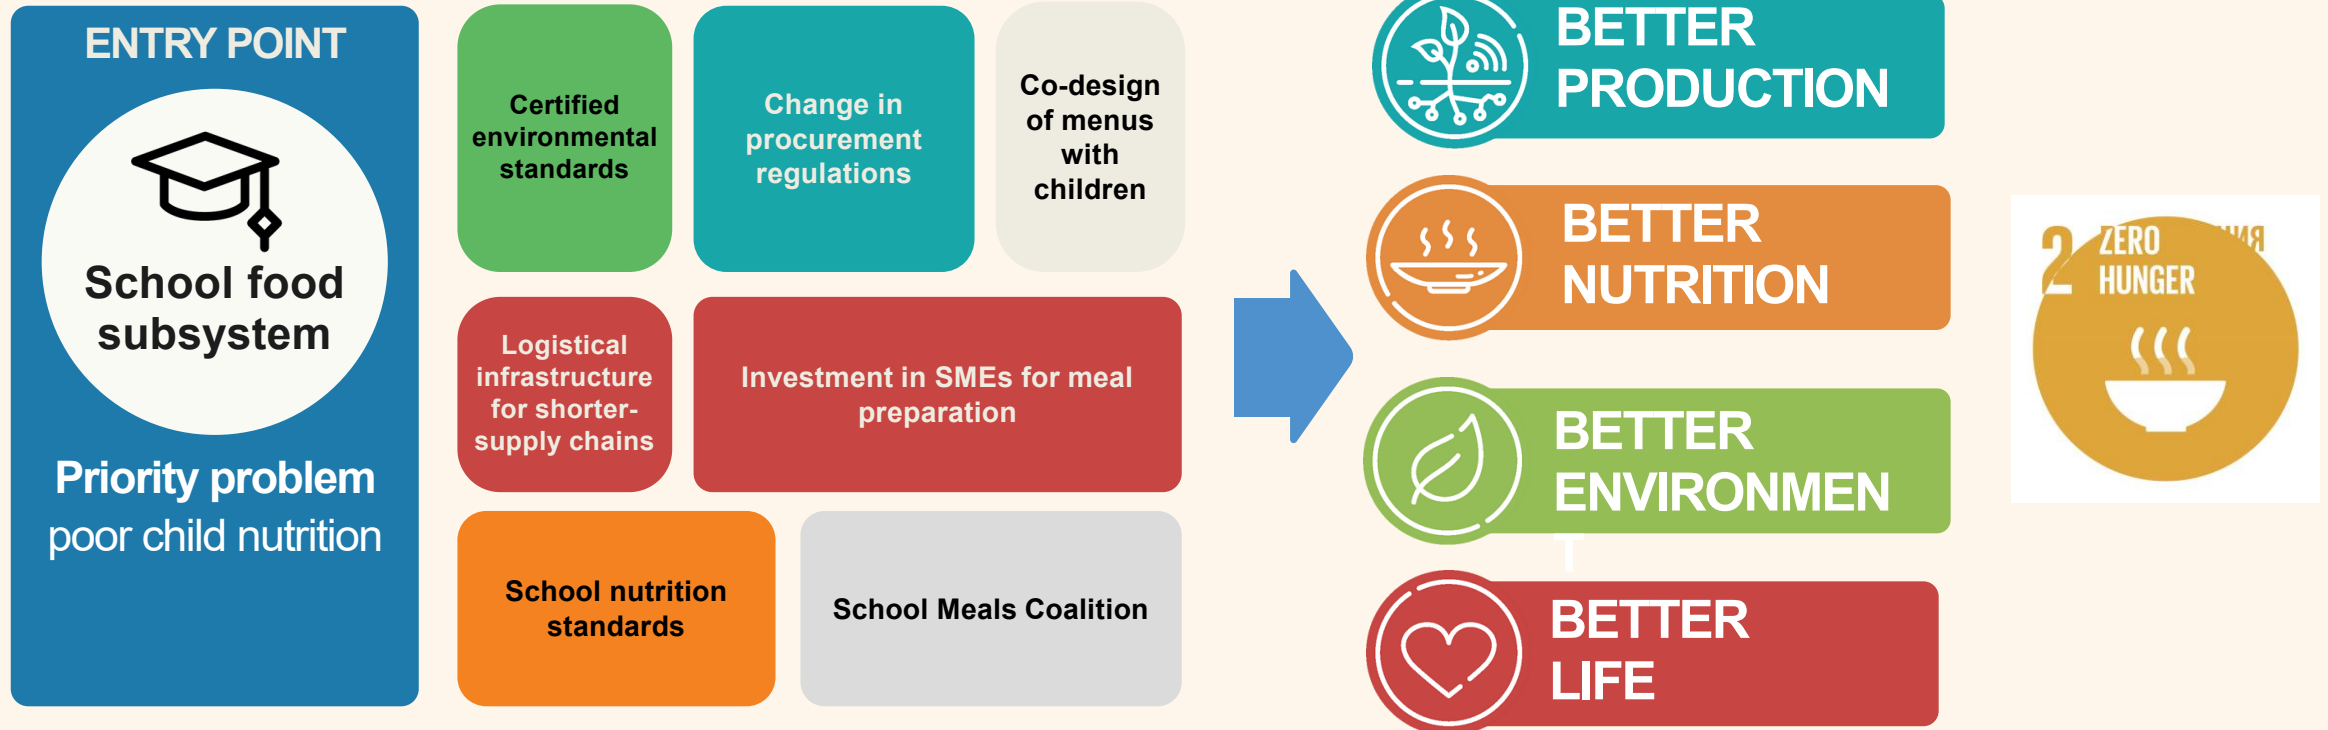 ENTRY POINT
School food
subsystem
Priority problem
poor child nutrition
Certified
environmental
standards
Change in
procurement
regulations
Co-design
of menus
with
children
Logistical
infrastructure
for shorter-
supply chains
Investment in SMEs for meal
preparation
School nutrition
standards
School Meals Coalition
BETTER
PRODUCTION
BETTER
NUTRITION
BETTER
ENVIRONMEN
T
BETTER
LIFE
2 ZERO
HUNGER